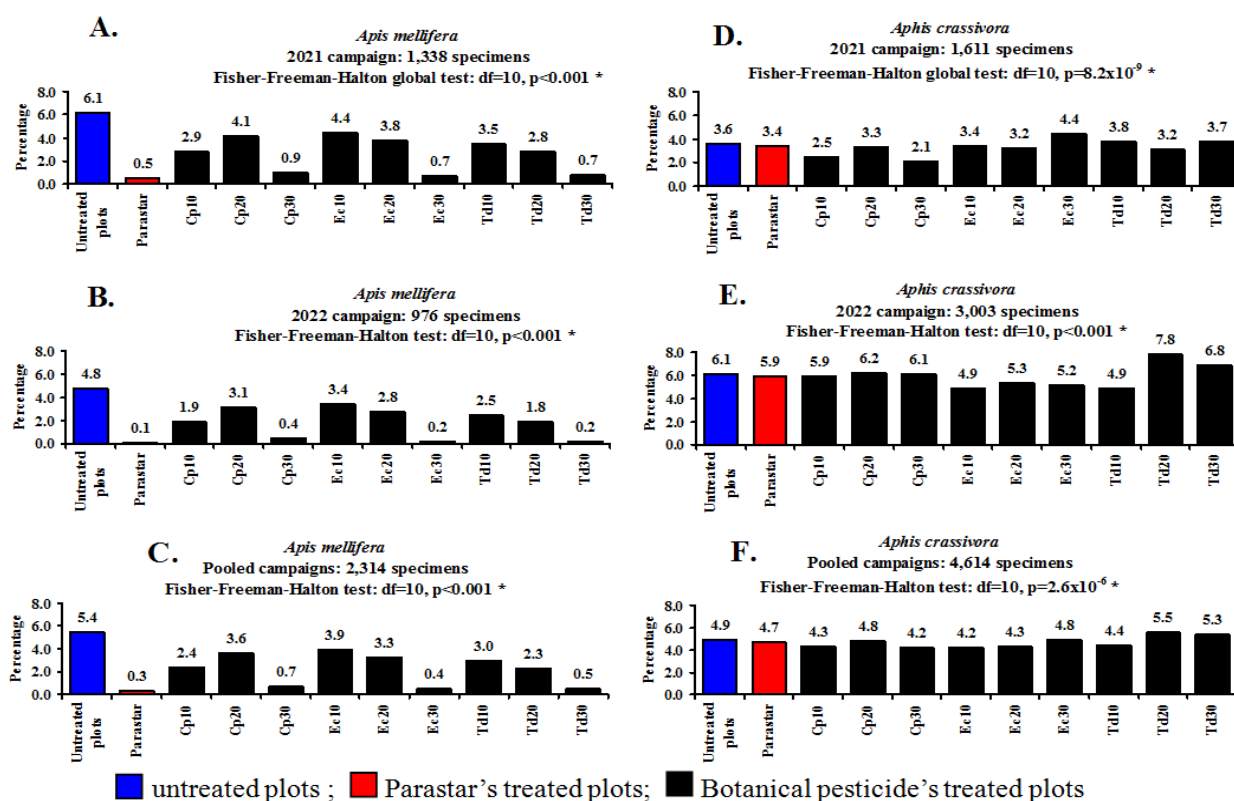 A.
Apis mellifera
2021 campaign: 1,338 specimens
Fisher-Freeman-Halton global test: df=10, p<0.001 *
Percentage
8.0
6.0
4.0
2.0
0.0
6.1
0.5
2.9
4.1
0.9
4.4
3.8
0.7
3.5
2.8
0.7
Untreated
plots
Parastar
Cp10
Cp20
Cp30
Ec10
Ec20
Ec30
Td10
Td20
Td30
B.
Apis mellifera
2022 campaign: 976 specimens
Fisher-Freeman-Halton test: df=10, p<0.001 *
Percentage
8.0
6.0
4.0
2.0
0.0
4.8
0.1
1.9
3.1
0.4
3.4
2.8
0.2
2.5
1.8
0.2
Untreated
plots
Parastar
Cp10
Cp20
Cp30
Ec10
Ec20
Ec30
Td10
Td20
Td30
C.
Apis mellifera
Pooled campaigns: 2,314 specimens
Fisher-Freeman-Halton test: df=10, p<0.001 *
Percentage
8.0
6.0
4.0
2.0
0.0
5.4
0.3
2.4
3.6
0.7
3.9
3.3
0.4
3.0
2.3
0.5
Untreated
plots
Parastar
Cp10
Cp20
Cp30
Ec10
Ec20
Ec30
Td10
Td20
Td30
D.
Aphis crassivora
2021 campaign: 1,611 specimens
Fisher-Freeman-Halton global test: df=10, p=8.2x10⁻⁹ *
Percentage
8.0
6.0
4.0
2.0
0.0
3.6
3.4
2.5
3.3
2.1
3.4
3.2
4.4
3.8
3.2
3.7
Untreated
plots
Parastar
Cp10
Cp20
Cp30
Ec10
Ec20
Ec30
Td10
Td20
Td30
E.
Aphis crassivora
2022 campaign: 3,003 specimens
Fisher-Freeman-Halton test: df=10, p<0.001 *
Percentage
8.0
6.0
4.0
2.0
0.0
6.1
5.9
5.9
6.2
6.1
4.9
5.3
5.2
4.9
7.8
6.8
Untreated
plots
Parastar
Cp10
Cp20
Cp30
Ec10
Ec20
Ec30
Td10
Td20
Td30
F.
Aphis crassivora
Pooled campaigns: 4,614 specimens
Fisher-Freeman-Halton test: df=10, p=2.6x10⁻⁶ *
Percentage
8.0
6.0
4.0
2.0
0.0
4.9
4.7
4.3
4.8
4.2
4.2
4.3
4.8
4.4
5.5
5.3
Untreated
plots
Parastar
Cp10
Cp20
Cp30
Ec10
Ec20
Ec30
Td10
Td20
Td30
untreated plots ; Parastar’s treated plots; Botanical pesticide’s treated plots